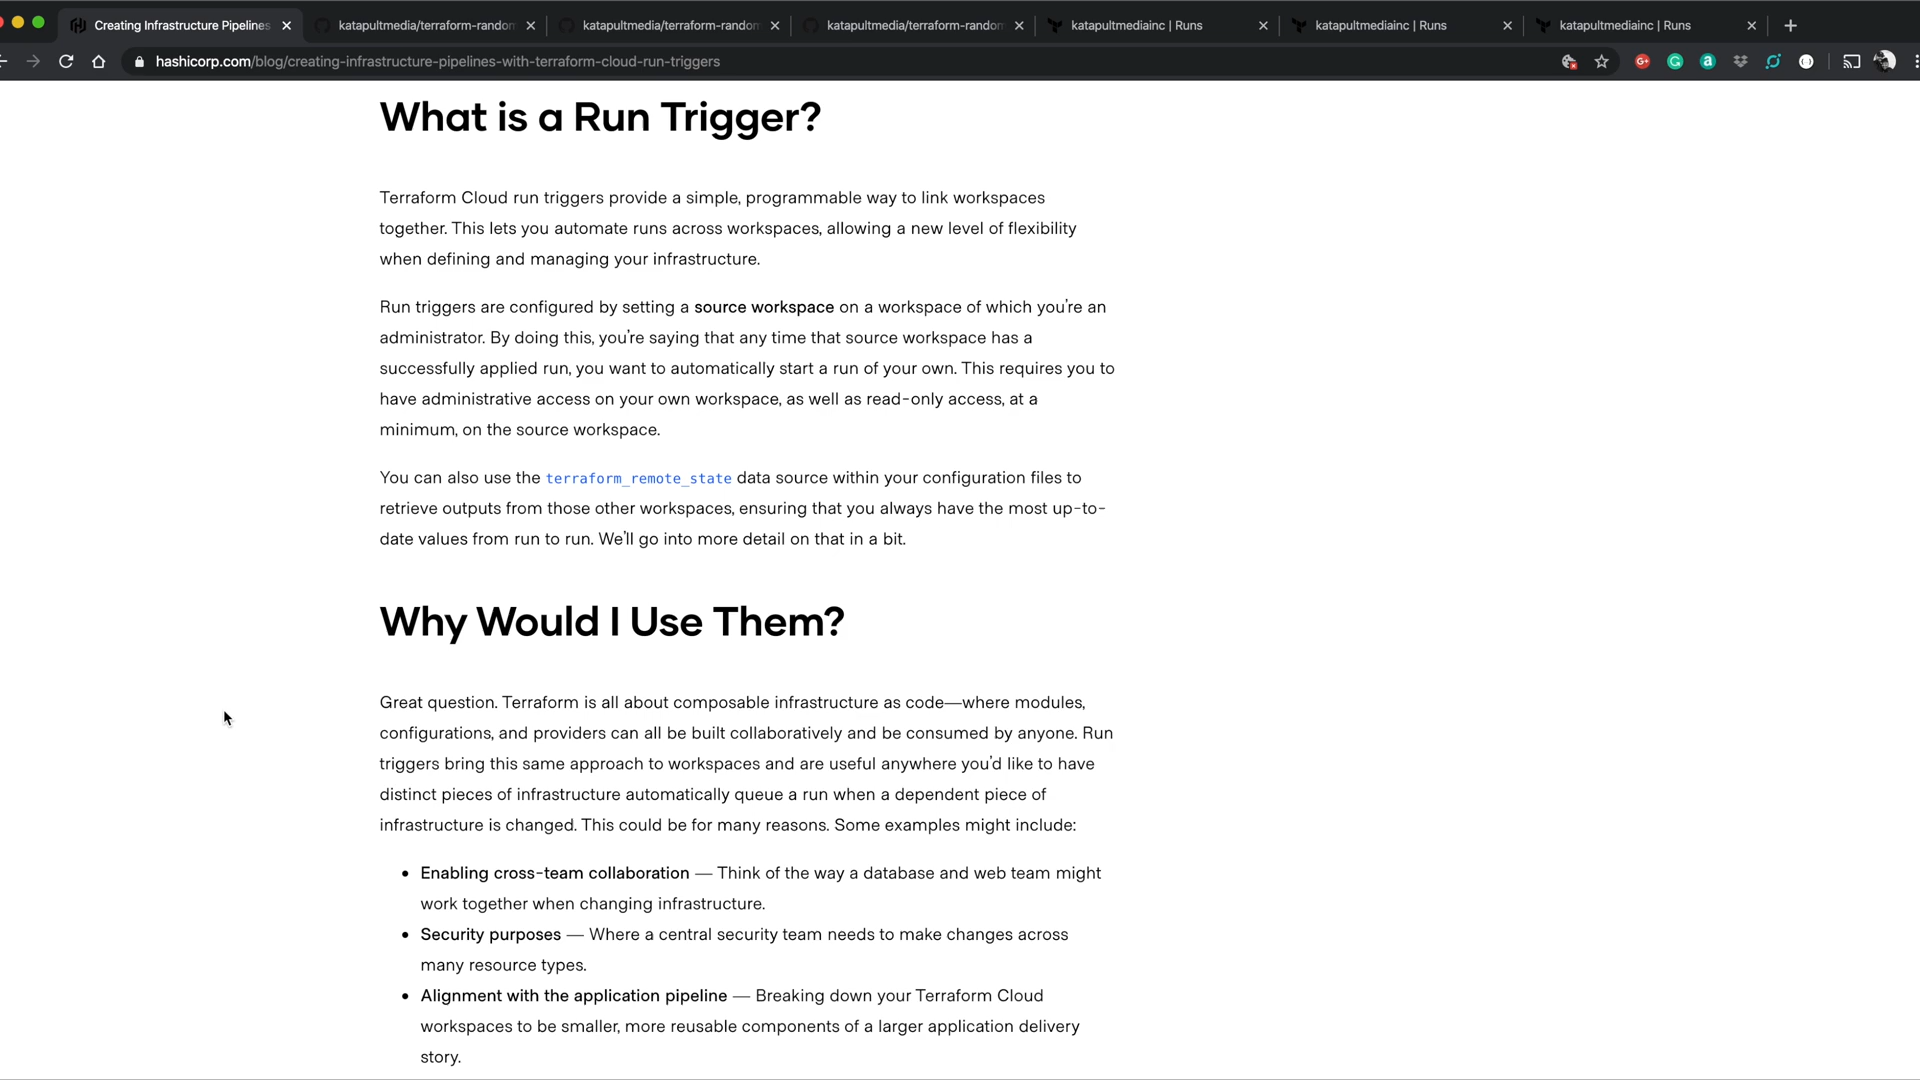 Creating Infrastructure Pipelines
katapultmedia/terraform-random
katapultmedia/terraform-random
katapultmedia/terraform-random
katapultmediainc | Runs
katapultmediainc | Runs
katapultmediainc | Runs
hashicorp.com/blog/creating-infrastructure-pipelines-with-terraform-cloud-run-triggers
What is a Run Trigger?
Terraform Cloud run triggers provide a simple, programmable way to link workspaces
together. This lets you automate runs across workspaces, allowing a new level of flexibility
when defining and managing your infrastructure.
Run triggers are configured by setting a source workspace on a workspace of which you're an
administrator. By doing this, you're saying that any time that source workspace has a
successfully applied run, you want to automatically start a run of your own. This requires you to
have administrative access on your own workspace, as well as read-only access, at a
minimum, on the source workspace.
You can also use the terraform_remote_state data source within your configuration files to
retrieve outputs from those other workspaces, ensuring that you always have the most up-to-
date values from run to run. We'll go into more detail on that in a bit.
Why Would I Use Them?
Great question. Terraform is all about composable infrastructure as code—where modules,
configurations, and providers can all be built collaboratively and be consumed by anyone. Run
triggers bring this same approach to workspaces and are useful anywhere you'd like to have
distinct pieces of infrastructure automatically queue a run when a dependent piece of
infrastructure is changed. This could be for many reasons. Some examples might include:
• Enabling cross-team collaboration — Think of the way a database and web team might
work together when changing infrastructure.
• Security purposes — Where a central security team needs to make changes across
many resource types.
• Alignment with the application pipeline — Breaking down your Terraform Cloud
workspaces to be smaller, more reusable components of a larger application delivery
story.